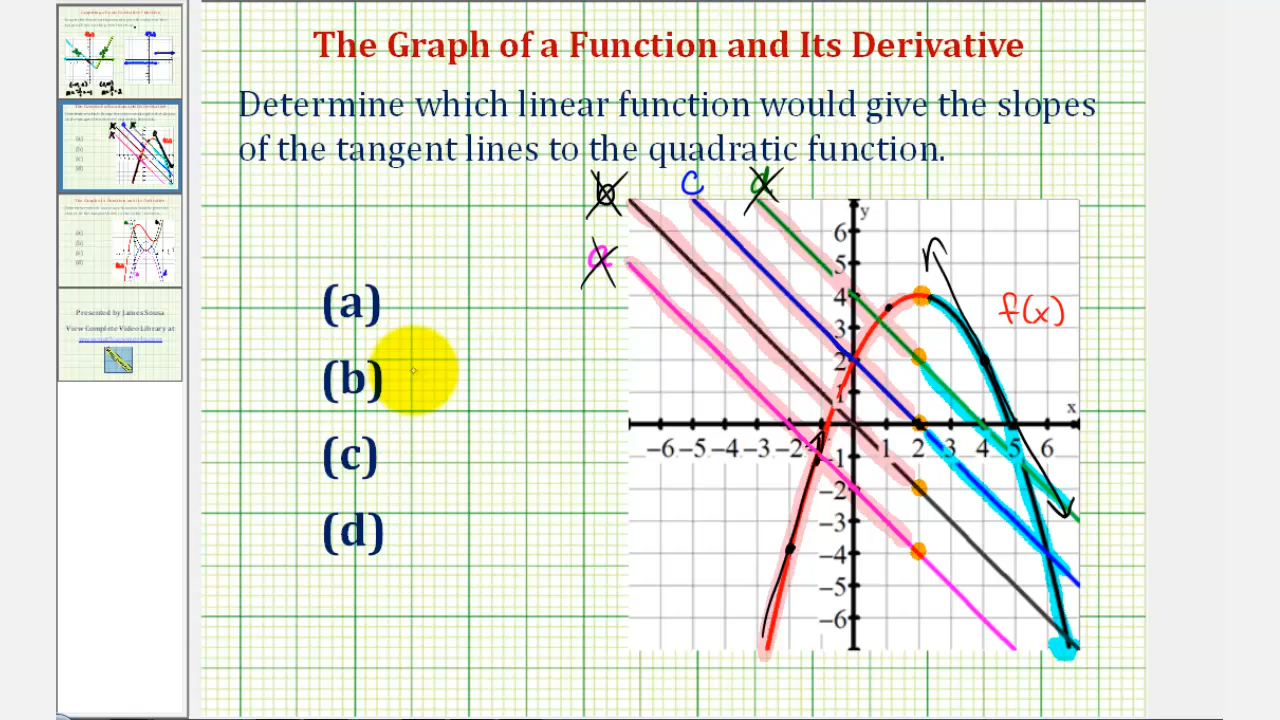 The Graph of a Function and Its Derivative
Determine which linear function would give the slopes
of the tangent lines to the quadratic function.
b c d
a
(a)
(b)
(c)
(d)
f(x)
y
x
6
5
4
3
2
1
-6 -5 -4 -3 -2 -1 1 2 3 4 5 6
-1
-2
-3
-4
-5
-6
Presented by James Sousa
View Complete Video Library at